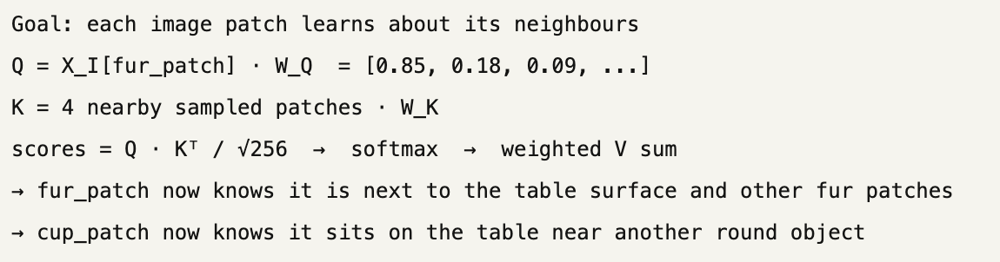 Goal: each image patch learns about its neighbours
Q = X_I[fur_patch] · W_Q  = [0.85, 0.18, 0.09, ...]
K = 4 nearby sampled patches · W_K
scores = Q · Kᵀ / √256  →  softmax  →  weighted V sum
→ fur_patch now knows it is next to the table surface and other fur patches
→ cup_patch now knows it sits on the table near another round object